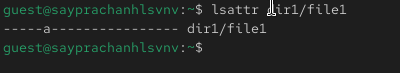 guest@sayprachanhlsvnv:~$ lsattr dir1/file1
-----a---------------- dir1/file1
guest@sayprachanhlsvnv:~$